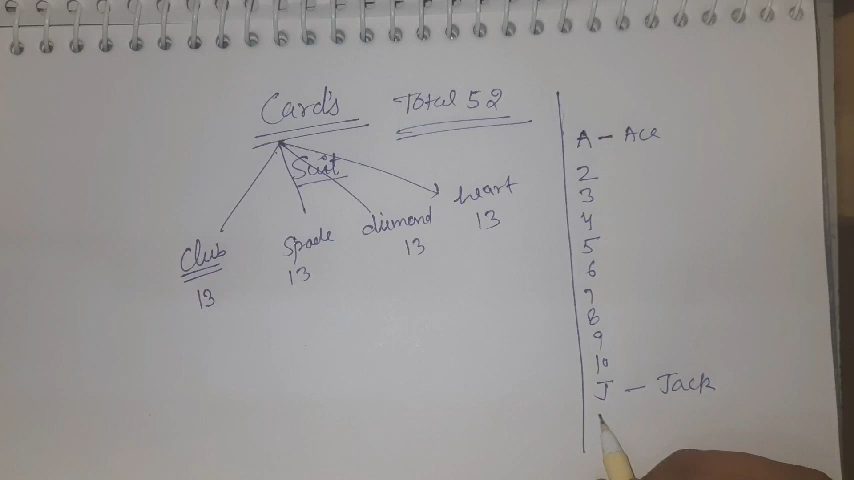 Card's Total 52
Suit
Club spade diamond heart
13 13 13 13
A - Ace
2
3
4
5
6
7
8
9
10
J - Jack